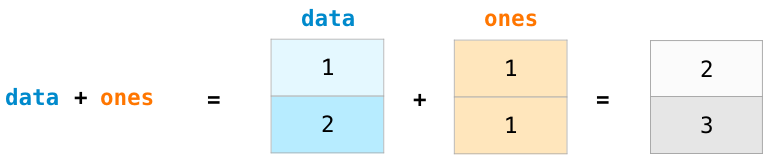 data ones
data + ones = 1 + 1 = 2
2 1 3